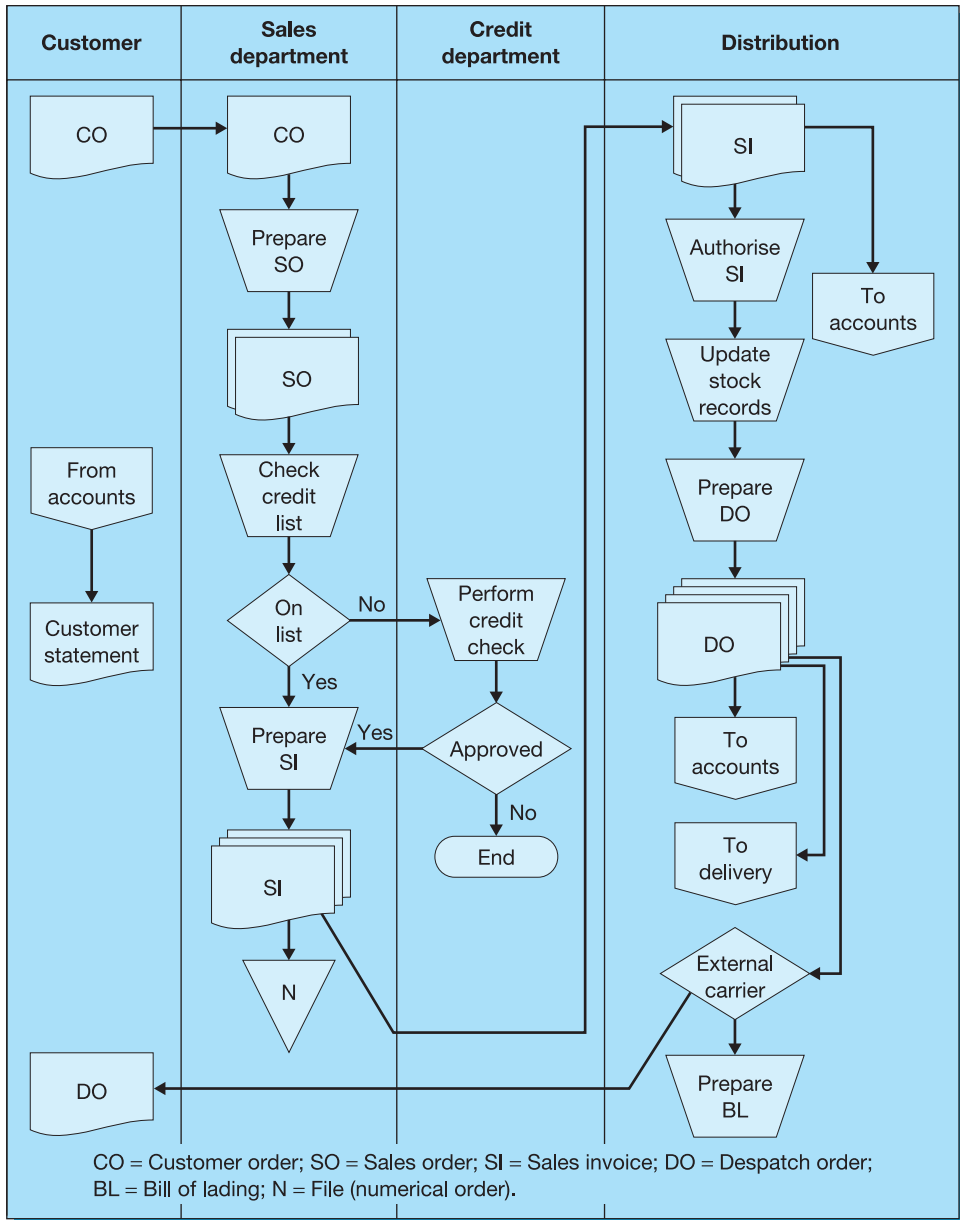 Customer
Sales
department
Credit
department
Distribution
CO
CO
SI
Prepare
SO
Authorise
SI
To
accounts
SO
Update
stock
records
From
accounts
Check
credit
list
Prepare
DO
Customer
statement
On
list
No
Perform
credit
check
DO
Yes
Prepare
SI
Yes
Approved
To
accounts
No
SI
End
To
delivery
N
External
carrier
DO
Prepare
BL
CO = Customer order; SO = Sales order; SI = Sales invoice; DO = Despatch order;
BL = Bill of lading; N = File (numerical order).